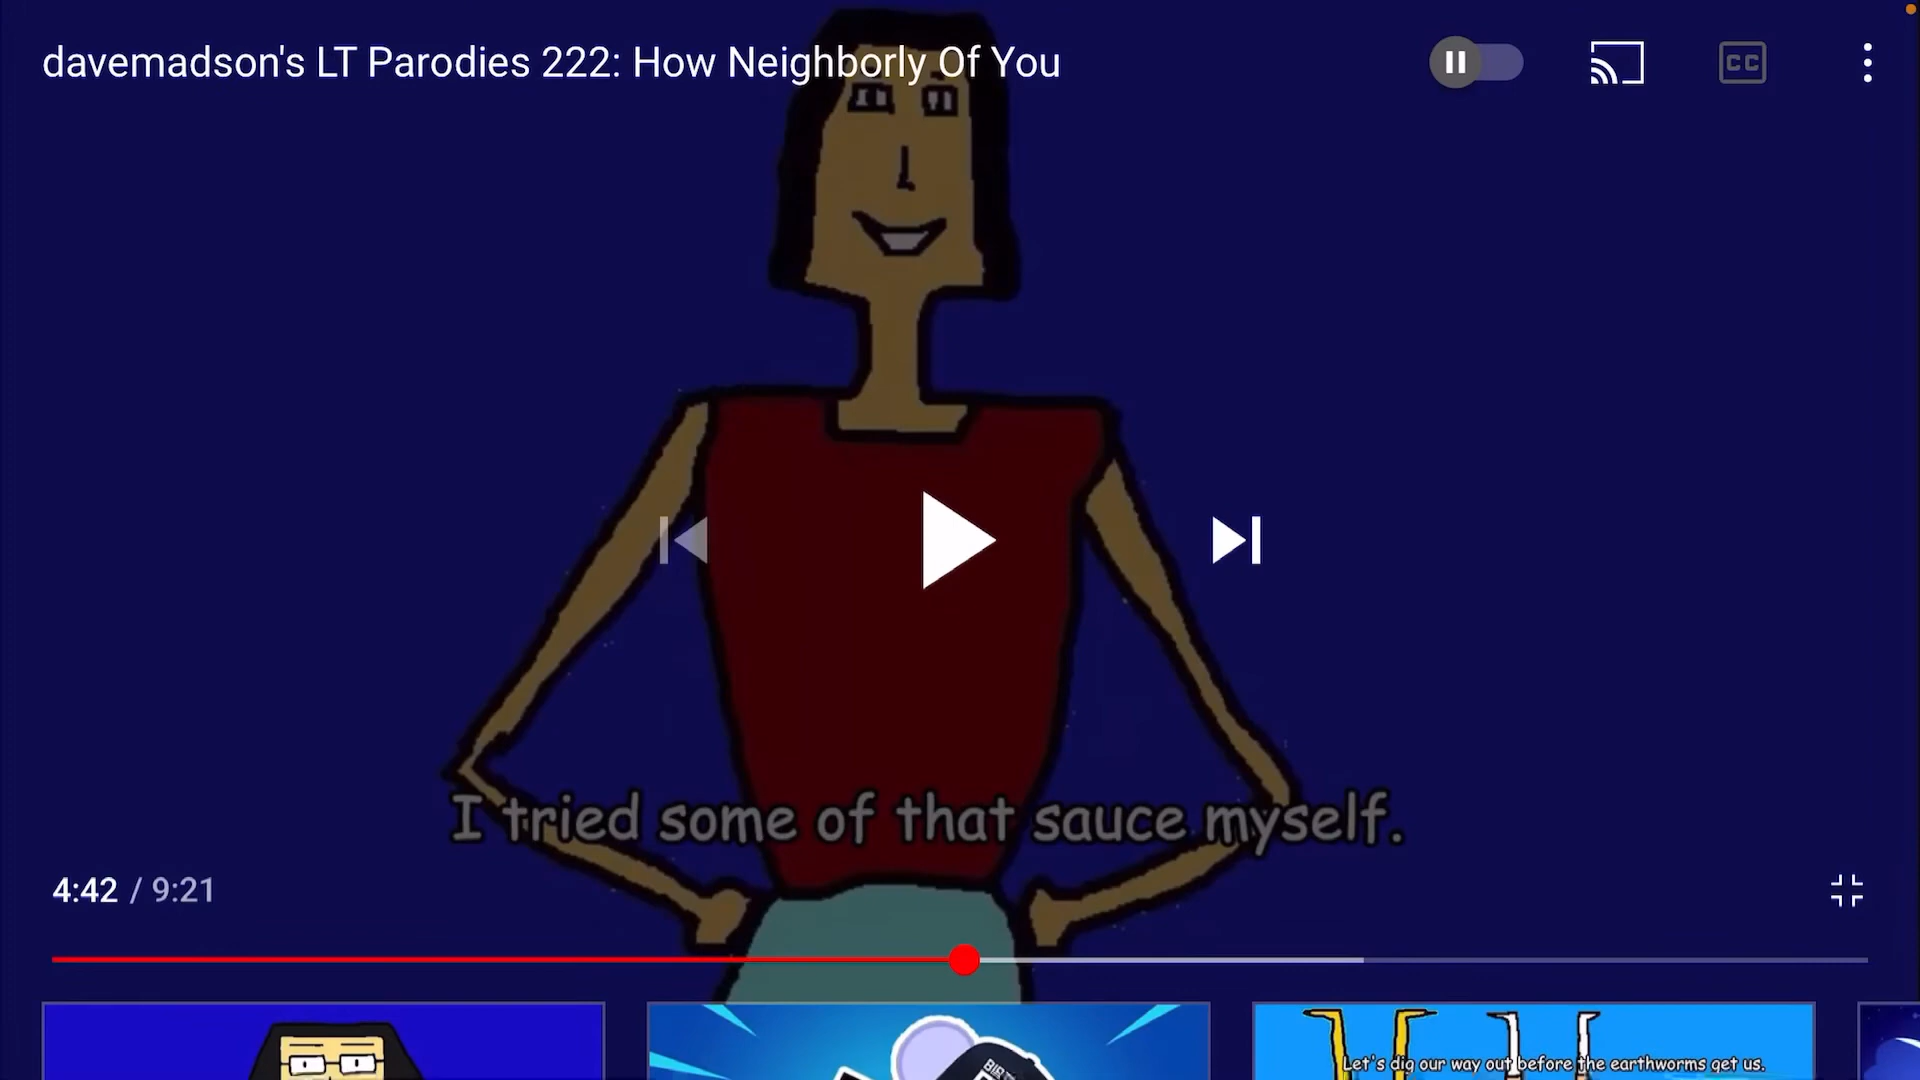 davemadson's LT Parodies 222: How Neighborly Of You
CC
I tried some of that sauce myself.
4:42 / 9:21
Let's dig our way out before the earthworms get us.